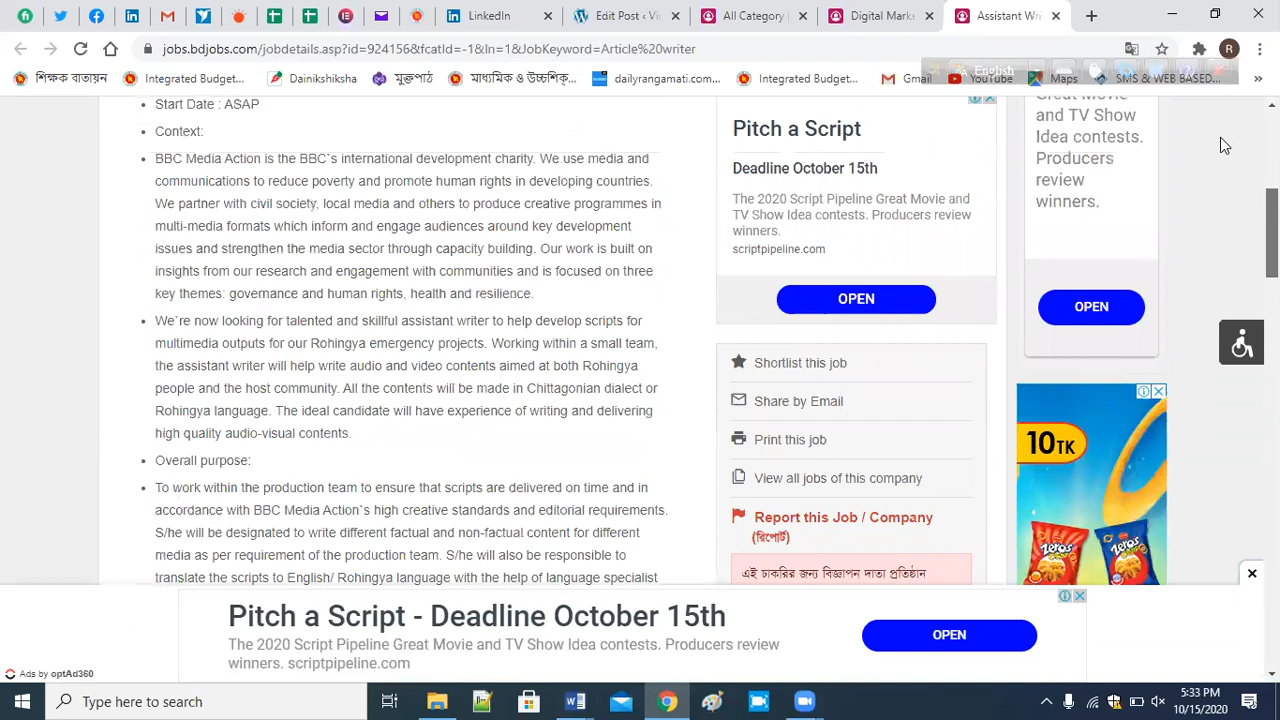 LinkedIn
Edit Post ‹ Vi
All Category
Digital Mark
Assistant Wri
jobs.bdjobs.com/jobdetails.asp?id=924156&fcatId=-1&ln=1&JobKeyword=Article%20writer
R
শিক্ষক বাতায়ন
Integrated Budget...
Dainikshiksha
মুক্তপাঠ
মাধ্যমিক ও উচ্চশিক্...
dailyrangamati.com...
Integrated Budget...
Gmail
YouTube
Maps
SMS & WEB BASED...
English
Start Date : ASAP
Context:
BBC Media Action is the BBC`s international development charity. We use media and
communications to reduce poverty and promote human rights in developing countries.
We partner with civil society, local media and others to produce creative programmes in
multi-media formats which inform and engage audiences around key development
issues and strengthen the media sector through capacity building. Our work is built on
insights from our research and engagement with communities and is focused on three
key themes: governance and human rights, health and resilience.
We`re now looking for talented and skillful assistant writer to help develop scripts for
multimedia outputs for our Rohingya emergency projects. Working within a small team,
the assistant writer will help write audio and video contents aimed at both Rohingya
people and the host community. All the contents will be made in Chittagonian dialect or
Rohingya language. The ideal candidate will have experience of writing and delivering
high quality audio-visual contents.
Overall purpose:
To work within the production team to ensure that scripts are delivered on time and in
accordance with BBC Media Action`s high creative standards and editorial requirements.
S/he will be designated to write different factual and non-factual content for different
media as per requirement of the production team. S/he will also be responsible to
translate the scripts to English/ Rohingya language with the help of language specialist
Pitch a Script
Deadline October 15th
The 2020 Script Pipeline Great Movie and
TV Show Idea contests. Producers review
winners.
scriptpipeline.com
OPEN
Shortlist this job
Share by Email
Print this job
View all jobs of this company
Report this Job / Company
(রিপোর্ট)
এই চাকরির জন্য বিজ্ঞাপন দাতা প্রতিষ্ঠান
Great Movie
and TV Show
Idea contests.
Producers
review
winners.
OPEN
10TK
Zeros
Zeros
Pitch a Script - Deadline October 15th
The 2020 Script Pipeline Great Movie and TV Show Idea contests. Producers review
winners. scriptpipeline.com
OPEN
Ads by optAd360
Type here to search
5:33 PM
10/15/2020